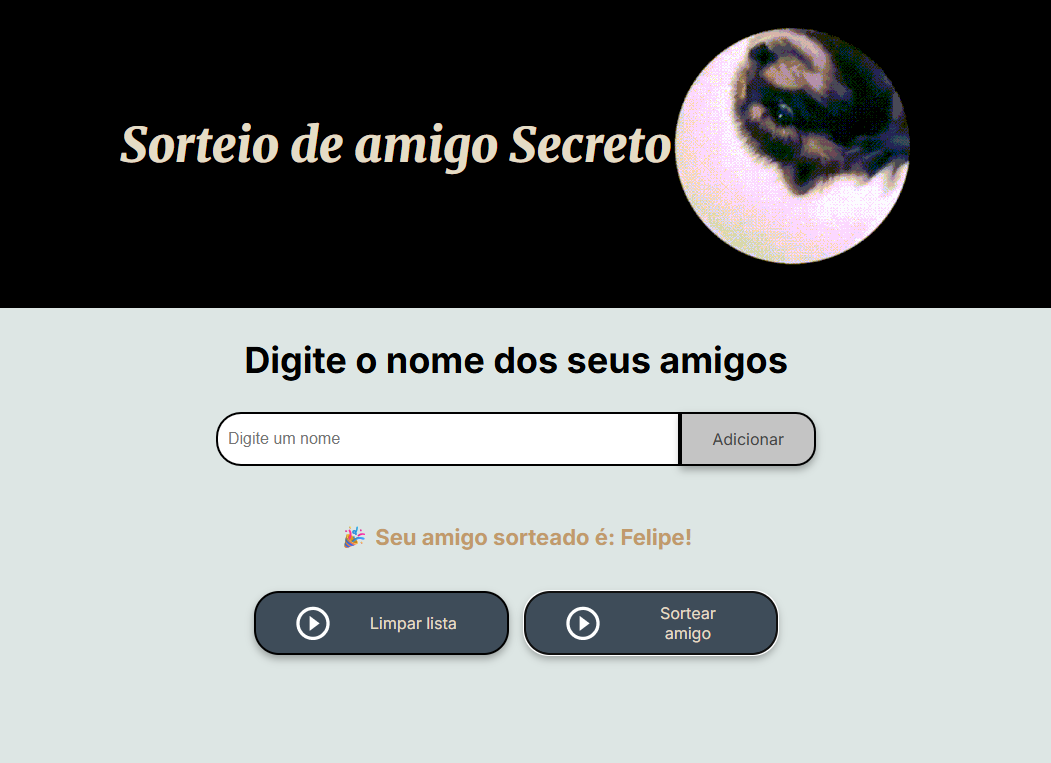 Sorteio de amigo Secreto
Digite o nome dos seus amigos
Digite um nome
Adicionar
🎉 Seu amigo sorteado é: Felipe!
Limpar lista
Sortear
amigo